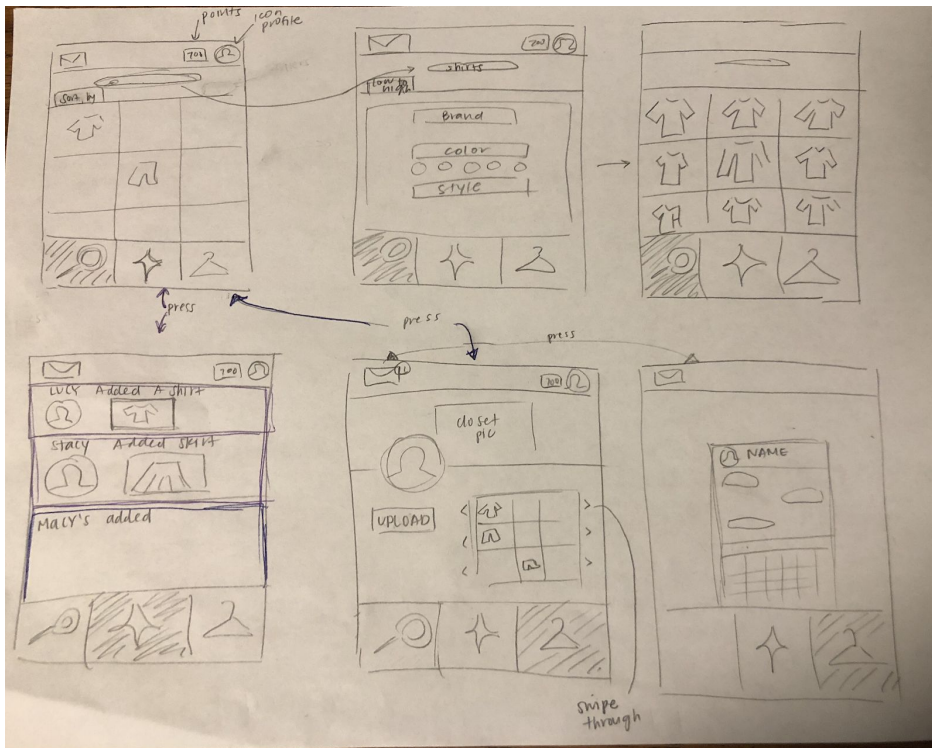 points
icon
profile
700
sort by
700
shirts
low to
high
Brand
color
style
press
press
press
700
LUCY Added A shirt
Stacy Added skirt
Macy's added
700
closet
pic
UPLOAD
NAME
swipe
through